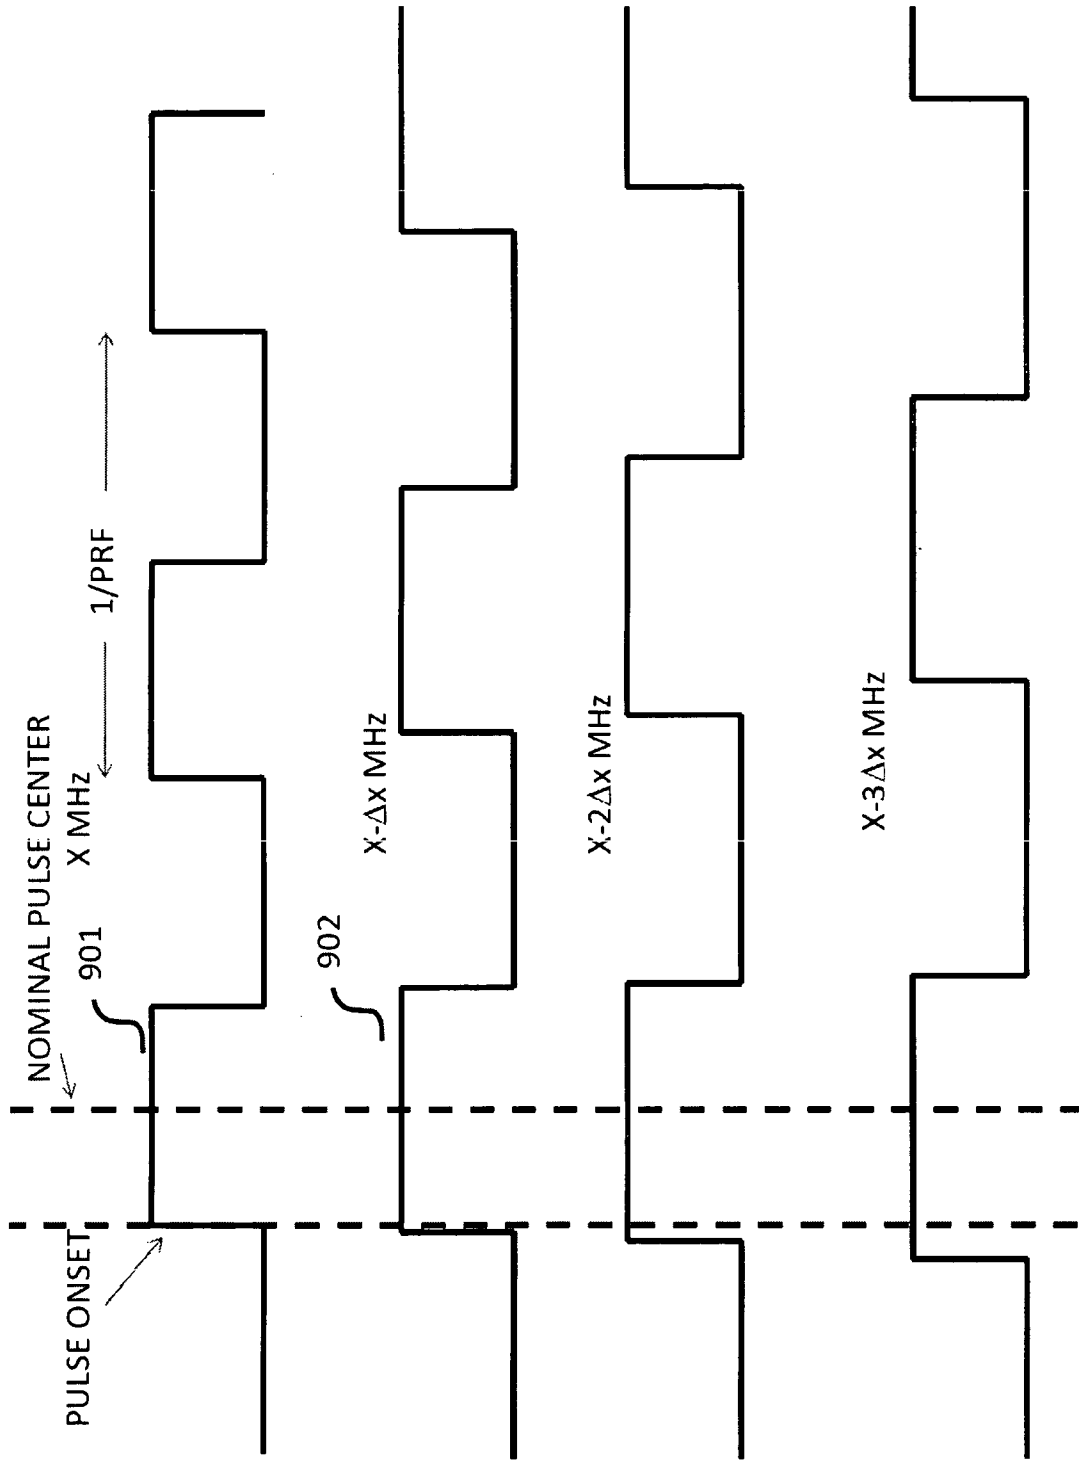 PULSE ONSET
NOMINAL PULSE CENTER
901
X MHz
1/PRF
902
X-Δx MHz
X-2Δx MHz
X-3Δx MHz